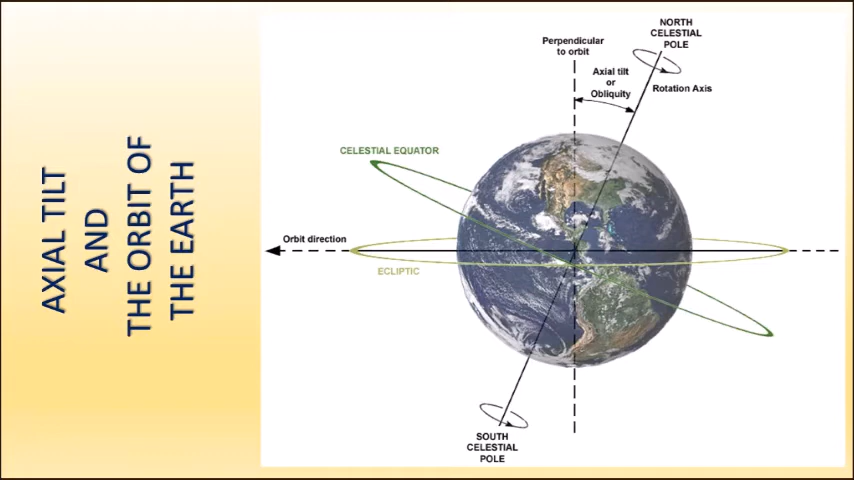 AXIAL TILT
AND
THE ORBIT OF
THE EARTH
NORTH
CELESTIAL
POLE
Perpendicular
to orbit
Axial tilt
or
Obliquity
Rotation Axis
CELESTIAL EQUATOR
Orbit direction
ECLIPTIC
SOUTH
CELESTIAL
POLE